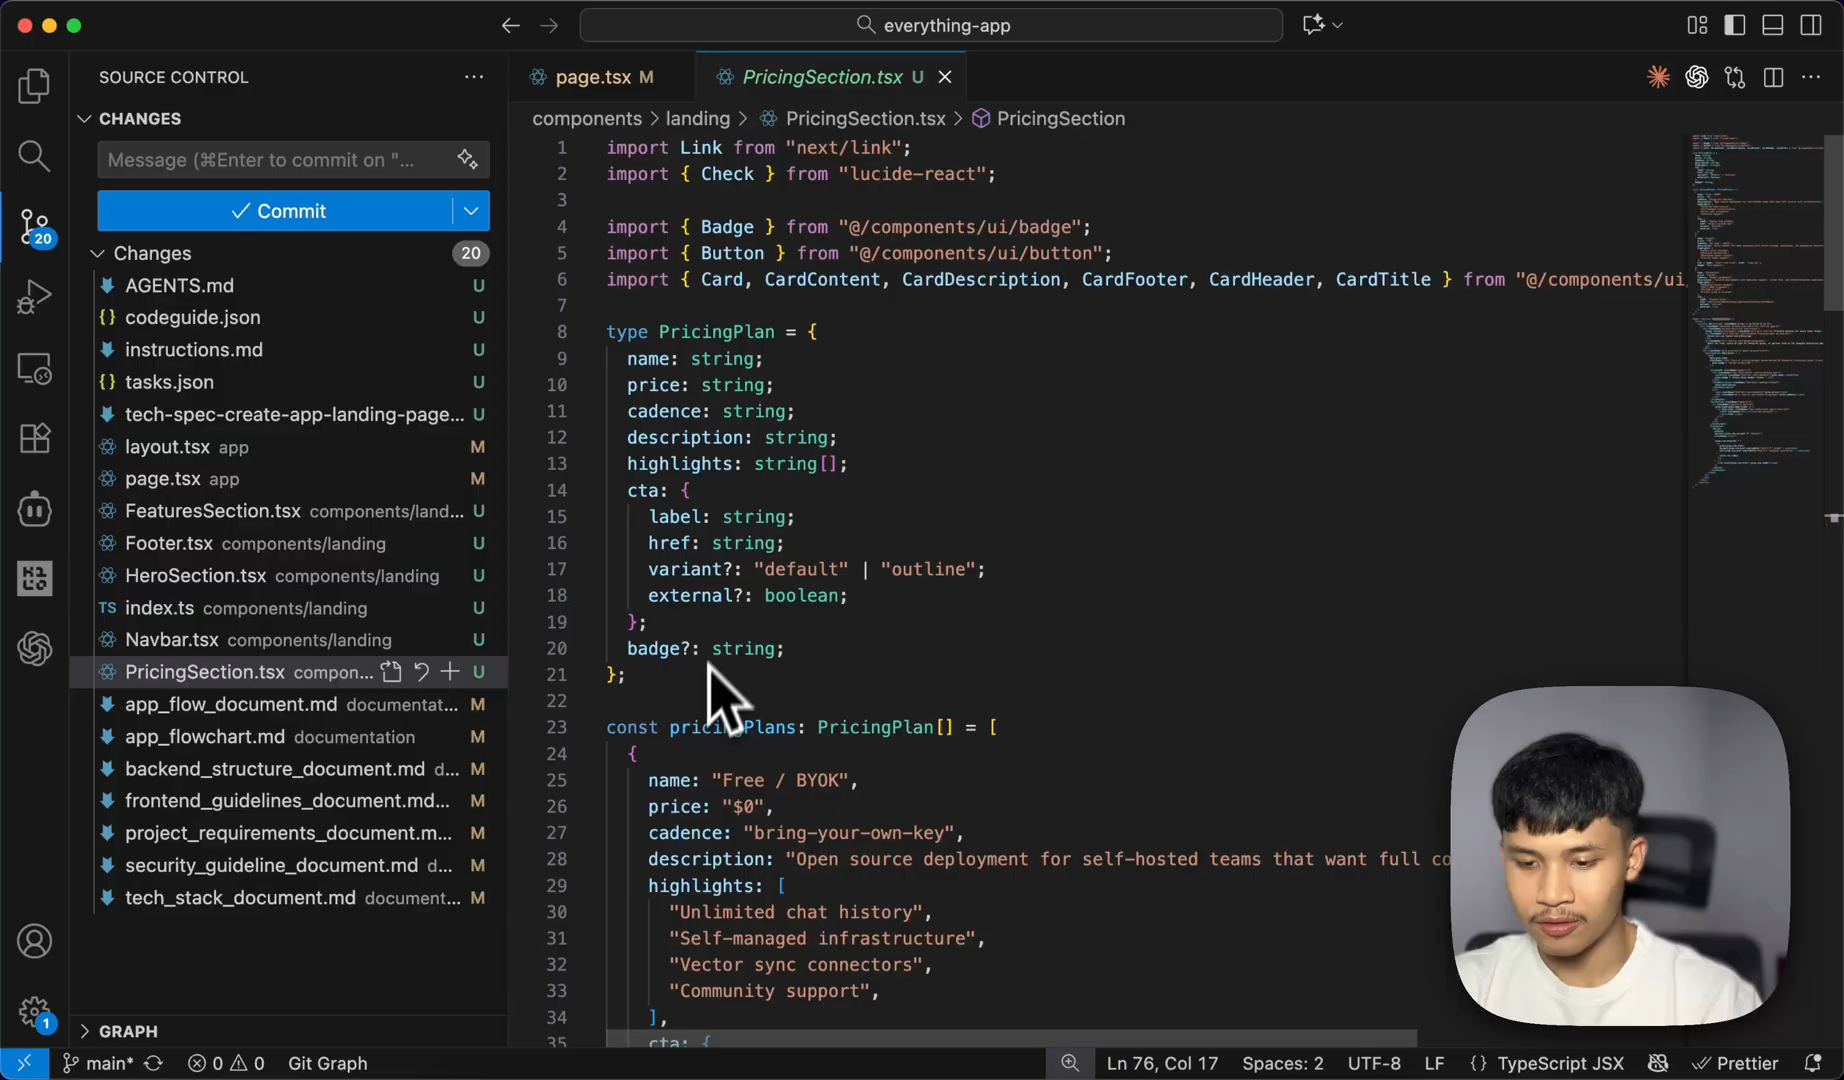 everything-app
SOURCE CONTROL
page.tsx M
PricingSection.tsx U
CHANGES
components > landing > PricingSection.tsx > PricingSection
Message (⌘Enter to commit on "...
Commit
Changes 20
20
AGENTS.md U
codeguide.json U
instructions.md U
tasks.json U
tech-spec-create-app-landing-page... U
layout.tsx app M
page.tsx app M
FeaturesSection.tsx components/land... U
Footer.tsx components/landing U
HeroSection.tsx components/landing U
TS index.ts components/landing U
Navbar.tsx components/landing U
PricingSection.tsx compon... U
app_flow_document.md documentat... M
app_flowchart.md documentation M
backend_structure_document.md d... M
frontend_guidelines_document.md... M
project_requirements_document.m... M
security_guideline_document.md d... M
tech_stack_document.md document... M
GRAPH
1
1 import Link from "next/link";
2 import { Check } from "lucide-react";
3
4 import { Badge } from "@/components/ui/badge";
5 import { Button } from "@/components/ui/button";
6 import { Card, CardContent, CardDescription, CardFooter, CardHeader, CardTitle } from "@/components/ui
7
8 type PricingPlan = {
9 name: string;
10 price: string;
11 cadence: string;
12 description: string;
13 highlights: string[];
14 cta: {
15 label: string;
16 href: string;
17 variant?: "default" | "outline";
18 external?: boolean;
19 };
20 badge?: string;
21 };
22
23 const pricingPlans: PricingPlan[] = [
24 {
25 name: "Free / BYOK",
26 price: "$0",
27 cadence: "bring-your-own-key",
28 description: "Open source deployment for self-hosted teams that want full co
29 highlights: [
30 "Unlimited chat history",
31 "Self-managed infrastructure",
32 "Vector sync connectors",
33 "Community support",
34 ],
35 cta: {
main* 0 0 Git Graph Ln 76, Col 17 Spaces: 2 UTF-8 LF {} TypeScript JSX Prettier